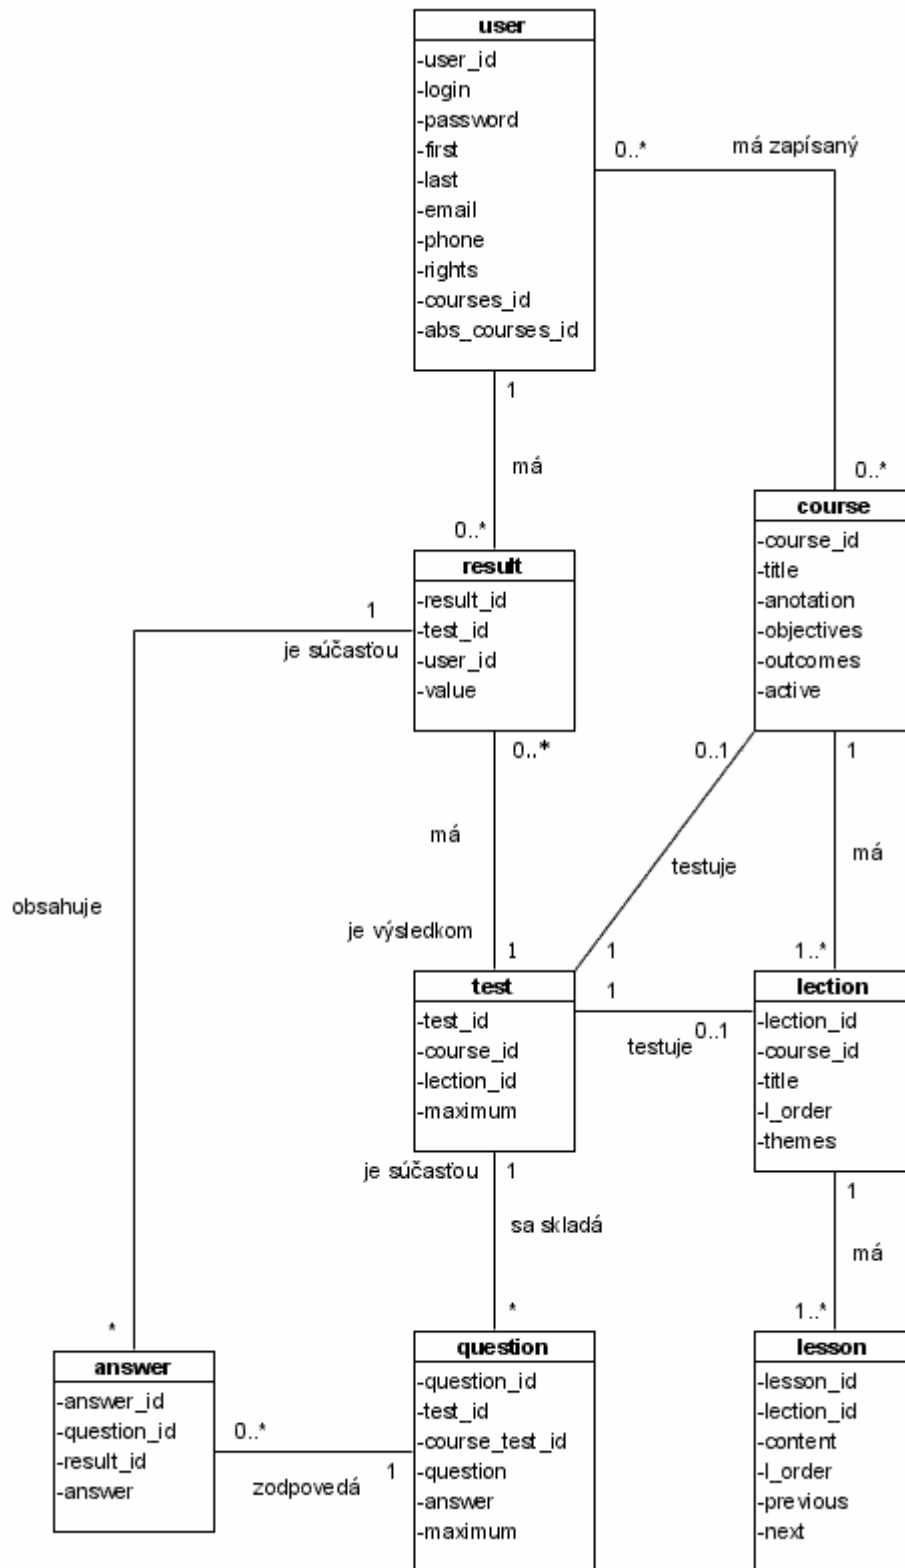 user
-user_id
-login
-password
-first
-last
-email
-phone
-rights
-courses_id
-abs_courses_id
0..*
má zapísaný
1
má
0..*
0..*
course
-course_id
-title
-anotation
-objectives
-outcomes
-active
result
-result_id
-test_id
-user_id
-value
1
je súčasťou
0..*
0..1
1
má
testuje
má
obsahuje
je výsledkom
1
1
1..*
test
-test_id
-course_id
-lection_id
-maximum
1
testuje
0..1
lection
-lection_id
-course_id
-title
-l_order
-themes
je súčasťou
1
1
sa skladá
má
*
*
1..*
answer
-answer_id
-question_id
-result_id
-answer
0..*
zodpovedá
1
question
-question_id
-test_id
-course_test_id
-question
-answer
-maximum
lesson
-lesson_id
-lection_id
-content
-l_order
-previous
-next